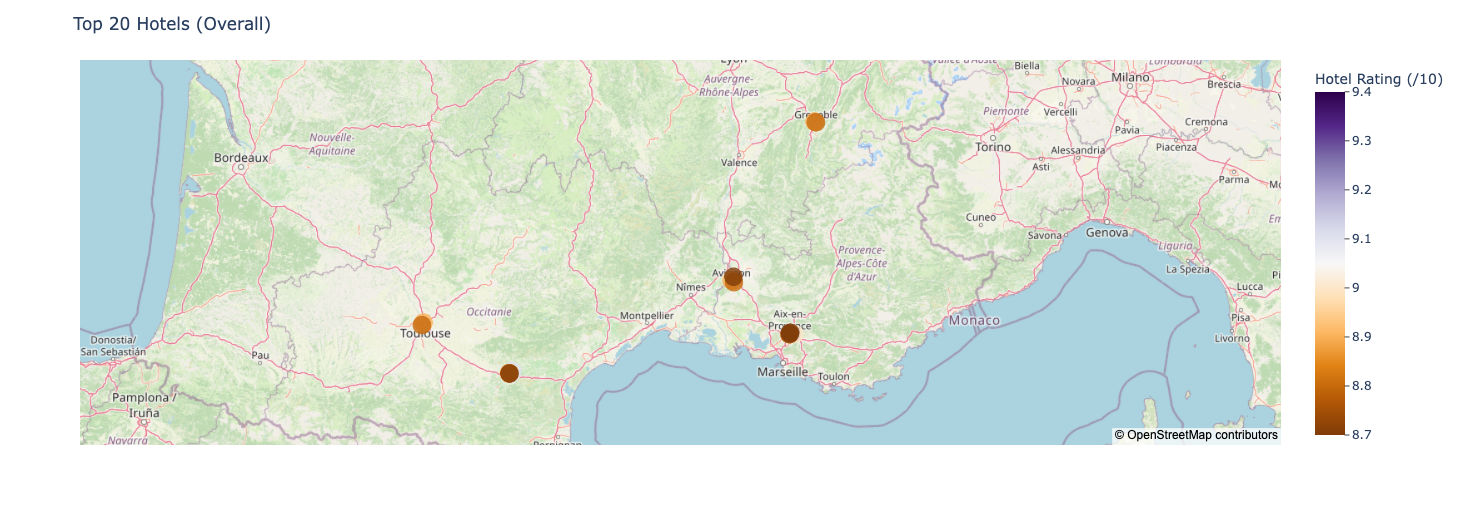 Top 20 Hotels (Overall)
Hotel Rating (/10)
9.4
9.3
9.2
9.1
9
8.9
8.8
8.7
Lyon
Auvergne-
Rhône-Alpes
Valle d'Aoste
Biella
Novara
Milano
Lombardia
Brescia
Vercelli
Piemonte
Pavia
Cremona
Piacenza
Nouvelle-
Aquitaine
Bordeaux
Valence
Torino
Asti
Alessandria
Parma
Cuneo
Savona
Genova
Liguria
La Spezia
Provence-
Alpes-Côte
d'Azur
Nîmes
Lucca
Pisa
Livorno
Occitanie
Montpellier
Aix-en-
Toulouse
Monaco
Donostia/
San Sebastián
Pau
Marseille
Toulon
Pamplona /
Iruña
Navarra
Perpignan
© OpenStreetMap contributors